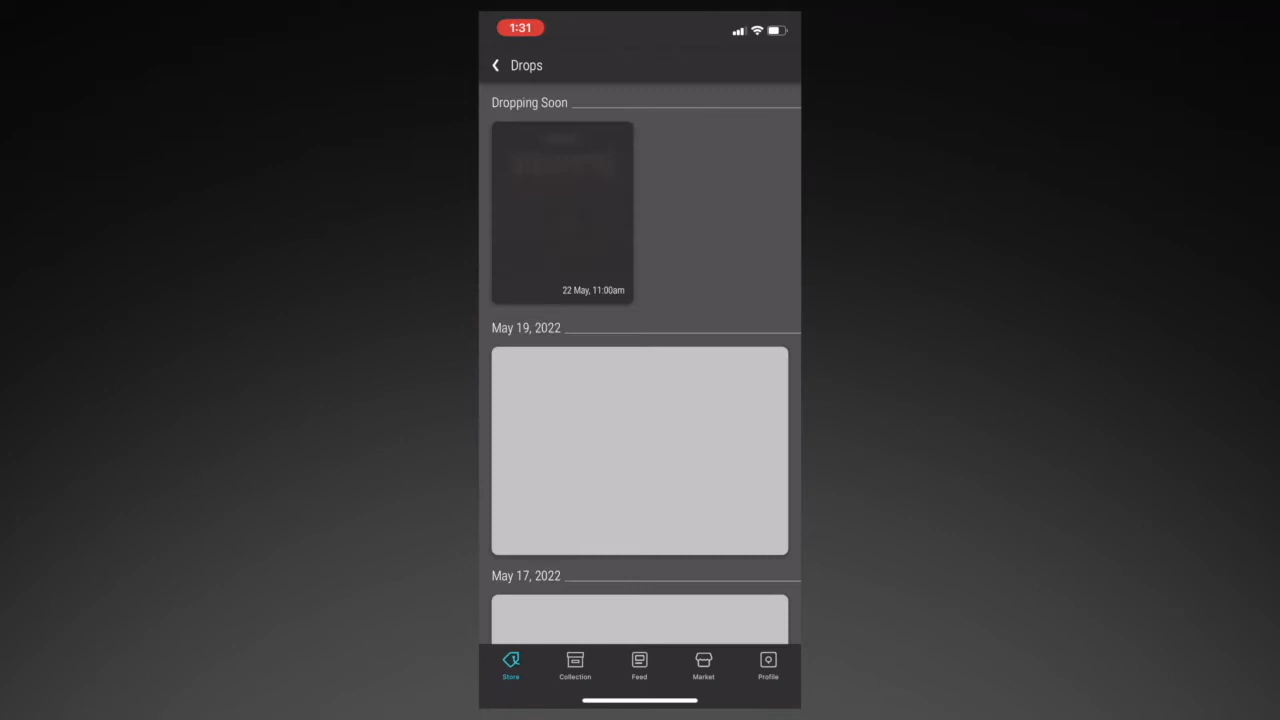 1:31
Drops
Dropping Soon
22 May, 11:00am
May 19, 2022
May 17, 2022
Store
Collection
Feed
Market
Profile